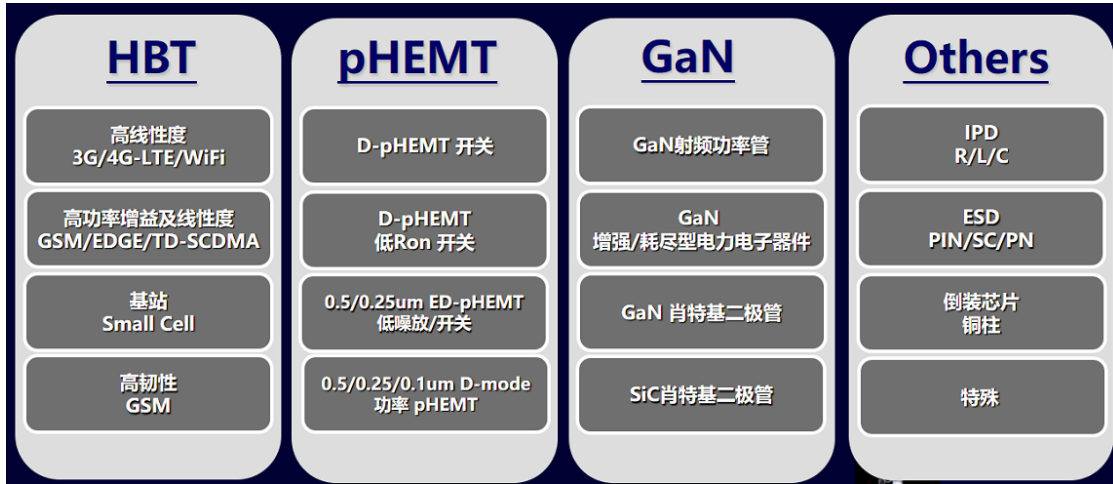 HBT
高线性度
3G/4G-LTE/WiFi
高功率增益及线性度
GSM/EDGE/TD-SCDMA
基站
Small Cell
高韧性
GSM
pHEMT
D-pHEMT 开关
D-pHEMT
低Ron 开关
0.5/0.25um ED-pHEMT
低噪放/开关
0.5/0.25/0.1um D-mode
功率 pHEMT
GaN
GaN射频功率管
GaN
增强/耗尽型电力电子器件
GaN 肖特基二极管
SiC肖特基二极管
Others
IPD
R/L/C
ESD
PIN/SC/PN
倒装芯片
铜柱
特殊